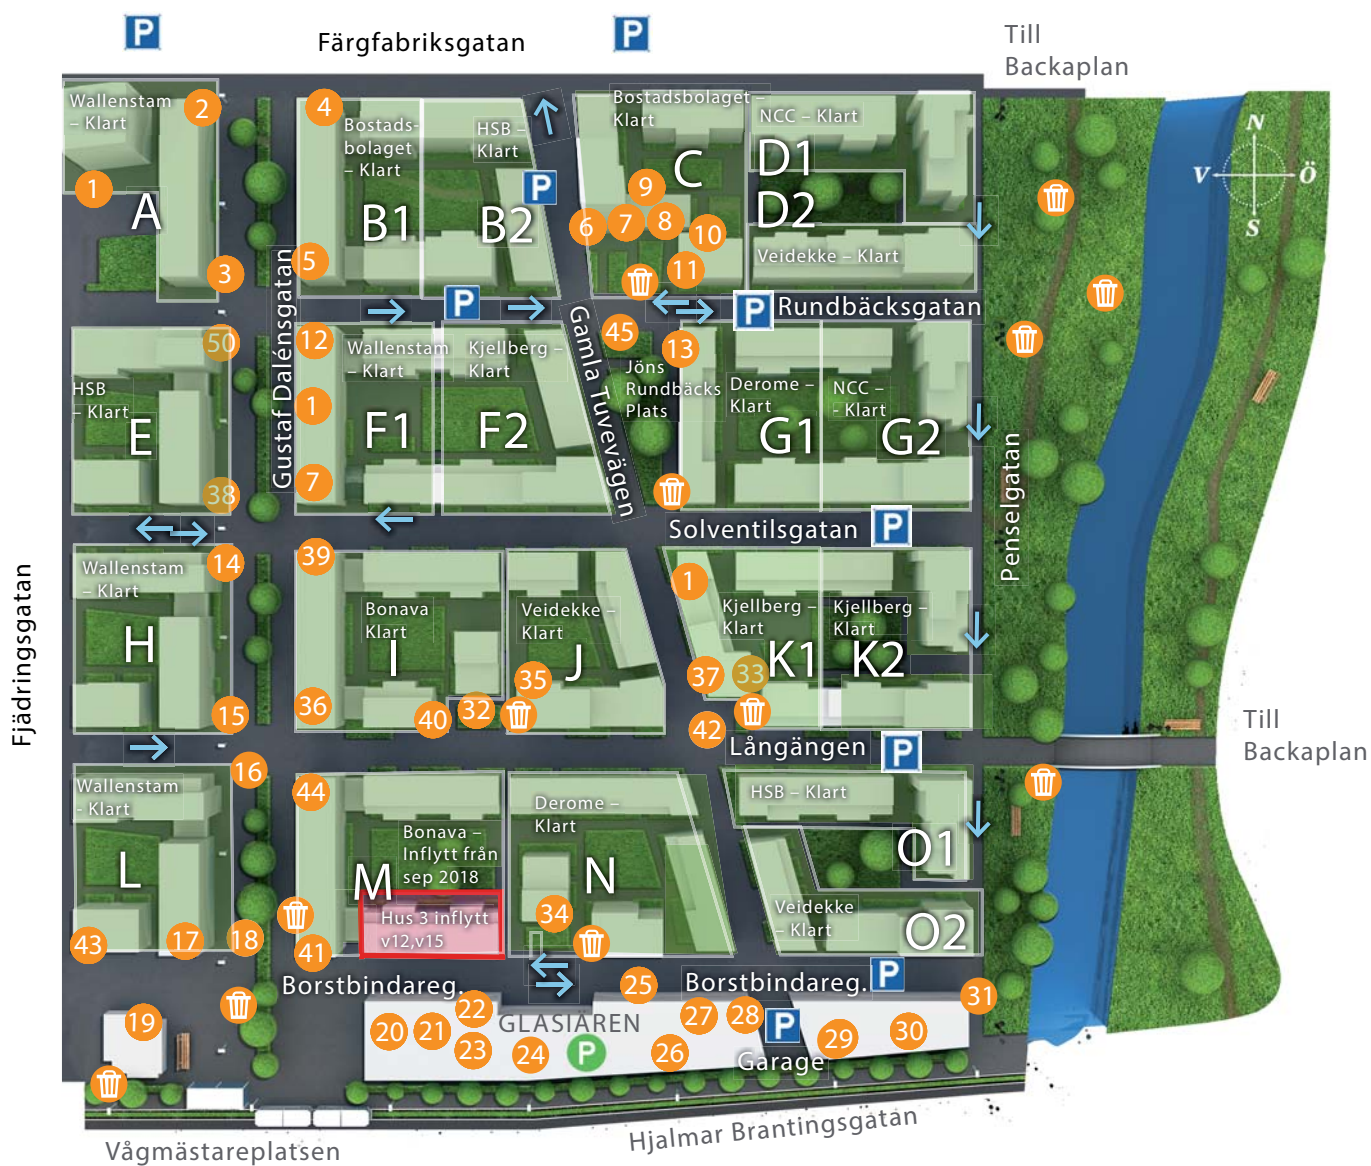 P
P
Färgfabriksgatan
Till
Backaplan
Wallenstam
– Klart
2
1
A
3
4
Bostads-
bolaget
– Klart
B1
5
HSB –
Klart
P
B2
Bostadsbolaget –
Klart
C
9
6
7
8
10
11
NCC – Klart
D1
D2
Veidekke – Klart
N
V
Ö
S
Gustaf Dalénsgatan
P
Gamla Tuvevägen
P
Rundbäcksgatan
50
HSB
– Klart
E
38
12
Wallenstam
– Klart
1
F1
7
Kjellberg –
Klart
F2
45
13
Jöns
Rundbäcks
Plats
Derome –
Klart
G1
NCC –
- Klart
G2
Penselgatan
Solventilsgatan
P
Fjädringsgatan
14
Wallenstam
– Klart
H
15
39
Bonava
Klart
I
36
40
32
Veidekke –
Klart
J
35
1
Kjellberg –
Klart
K1
37
33
42
Kjellberg –
Klart
K2
Långängen
P
Till
Backaplan
16
Wallenstam
- Klart
L
43
17
18
44
Bonava –
Inflytt från
sep 2018
M
Hus 3 inflytt
v12,v15
41
Derome –
Klart
N
34
HSB – Klart
O1
Veidekke
– Klart
O2
Borstbindareg.
Borstbindareg.
P
31
19
20
21
22
23
GLASIÄREN
24
P
25
26
27
28
P
Garage
29
30
Vågmästareplatsen
Hjalmar Brantingsgatan